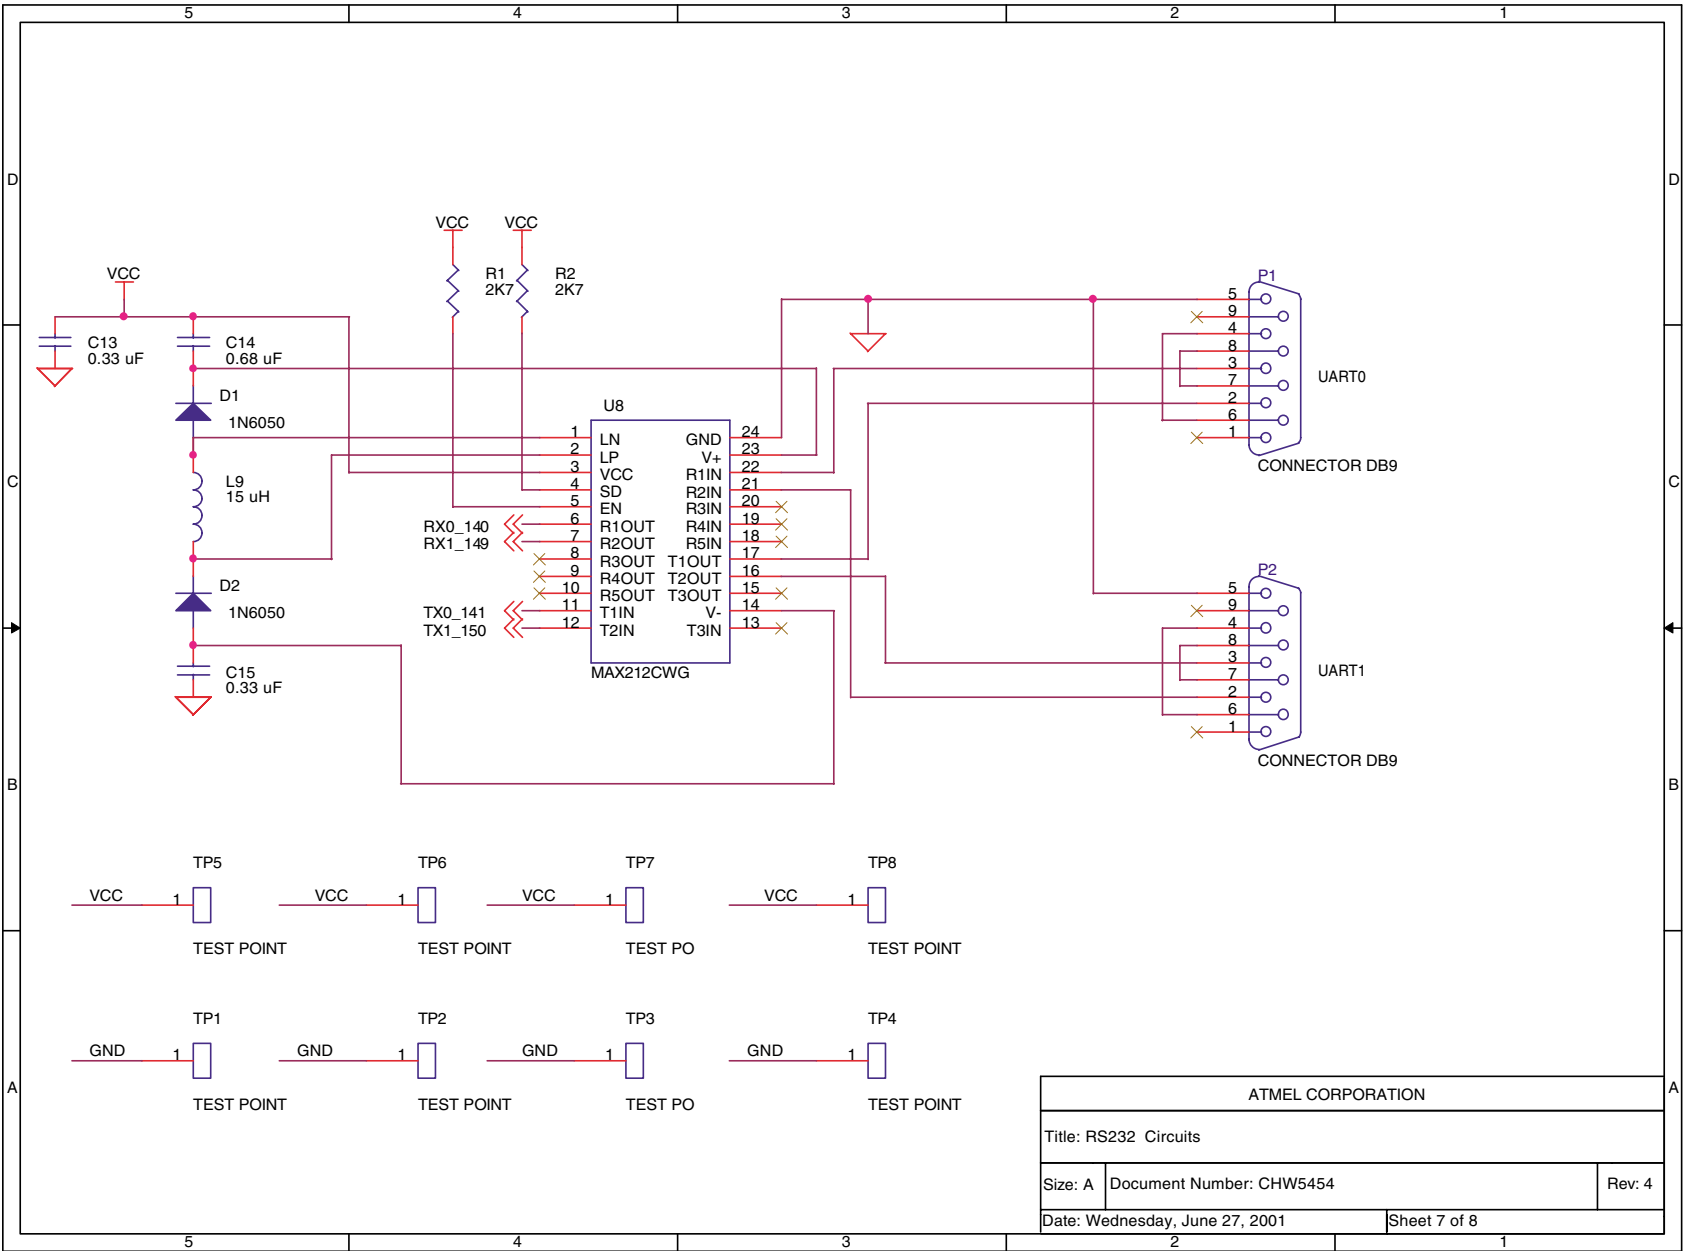 5 4 3 2 1
D D
VCC VCC
VCC
R1 R2
2K7 2K7
P1
C13 C14
0.33 uF 0.68 uF
D1
1N6050
L9
15 uH
D2
1N6050
C15
0.33 uF
U8
1 LN GND 24
2 LP V+ 23
3 VCC R1IN 22
4 SD R2IN 21
5 EN R3IN 20
RX0_140 6 R1OUT R4IN 19
RX1_149 7 R2OUT R5IN 18
8 R3OUT T1OUT 17
9 R4OUT T2OUT 16
10 R5OUT T3OUT 15
TX0_141 11 T1IN V- 14
TX1_150 12 T2IN T3IN 13
MAX212CWG
5
9
4
8
3
7
2
6
1
UART0
CONNECTOR DB9
C C
P2
5
9
4
8
3
7
2
6
1
UART1
CONNECTOR DB9
B B
TP5 TP6 TP7 TP8
VCC 1 VCC 1 VCC 1 VCC 1
TEST POINT TEST POINT TEST PO TEST POINT
TP1 TP2 TP3 TP4
GND 1 GND 1 GND 1 GND 1
TEST POINT TEST POINT TEST PO TEST POINT
A A
ATMEL CORPORATION
Title: RS232 Circuits
Size: A Document Number: CHW5454 Rev: 4
Date: Wednesday, June 27, 2001 Sheet 7 of 8
5 4 3 2 1